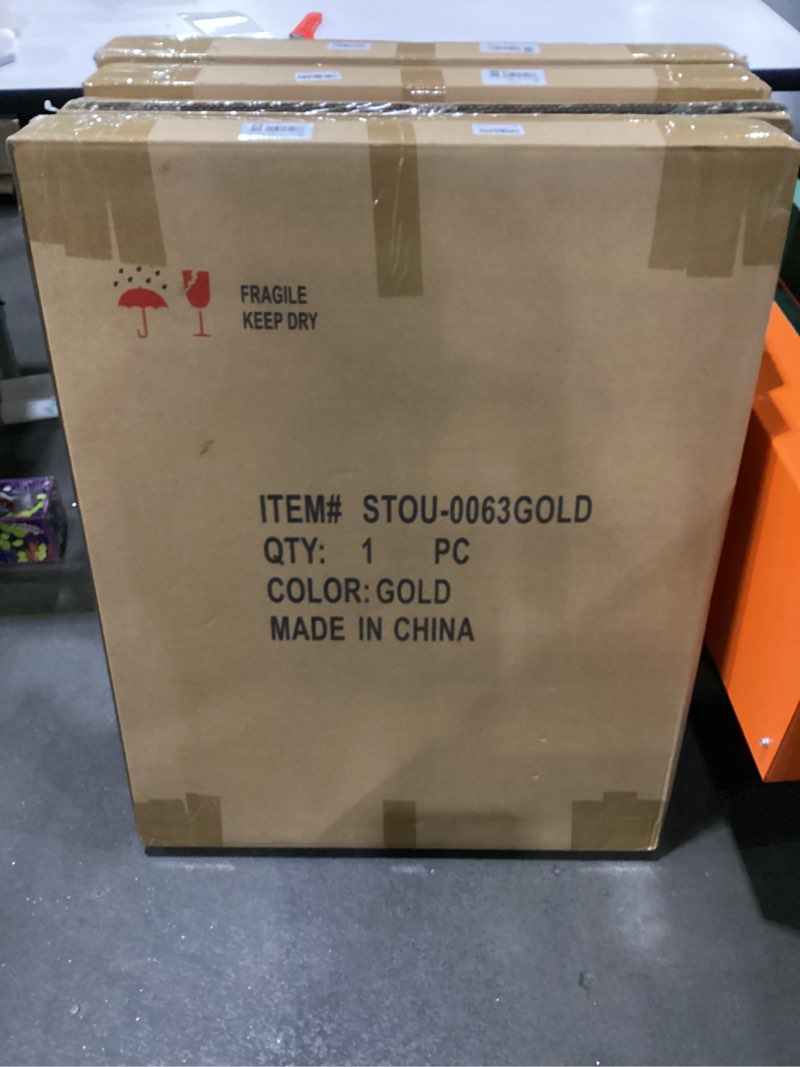 FRAGILE
KEEP DRY
ITEM# STOU-0063GOLD
QTY: 1 PC
COLOR: GOLD
MADE IN CHINA